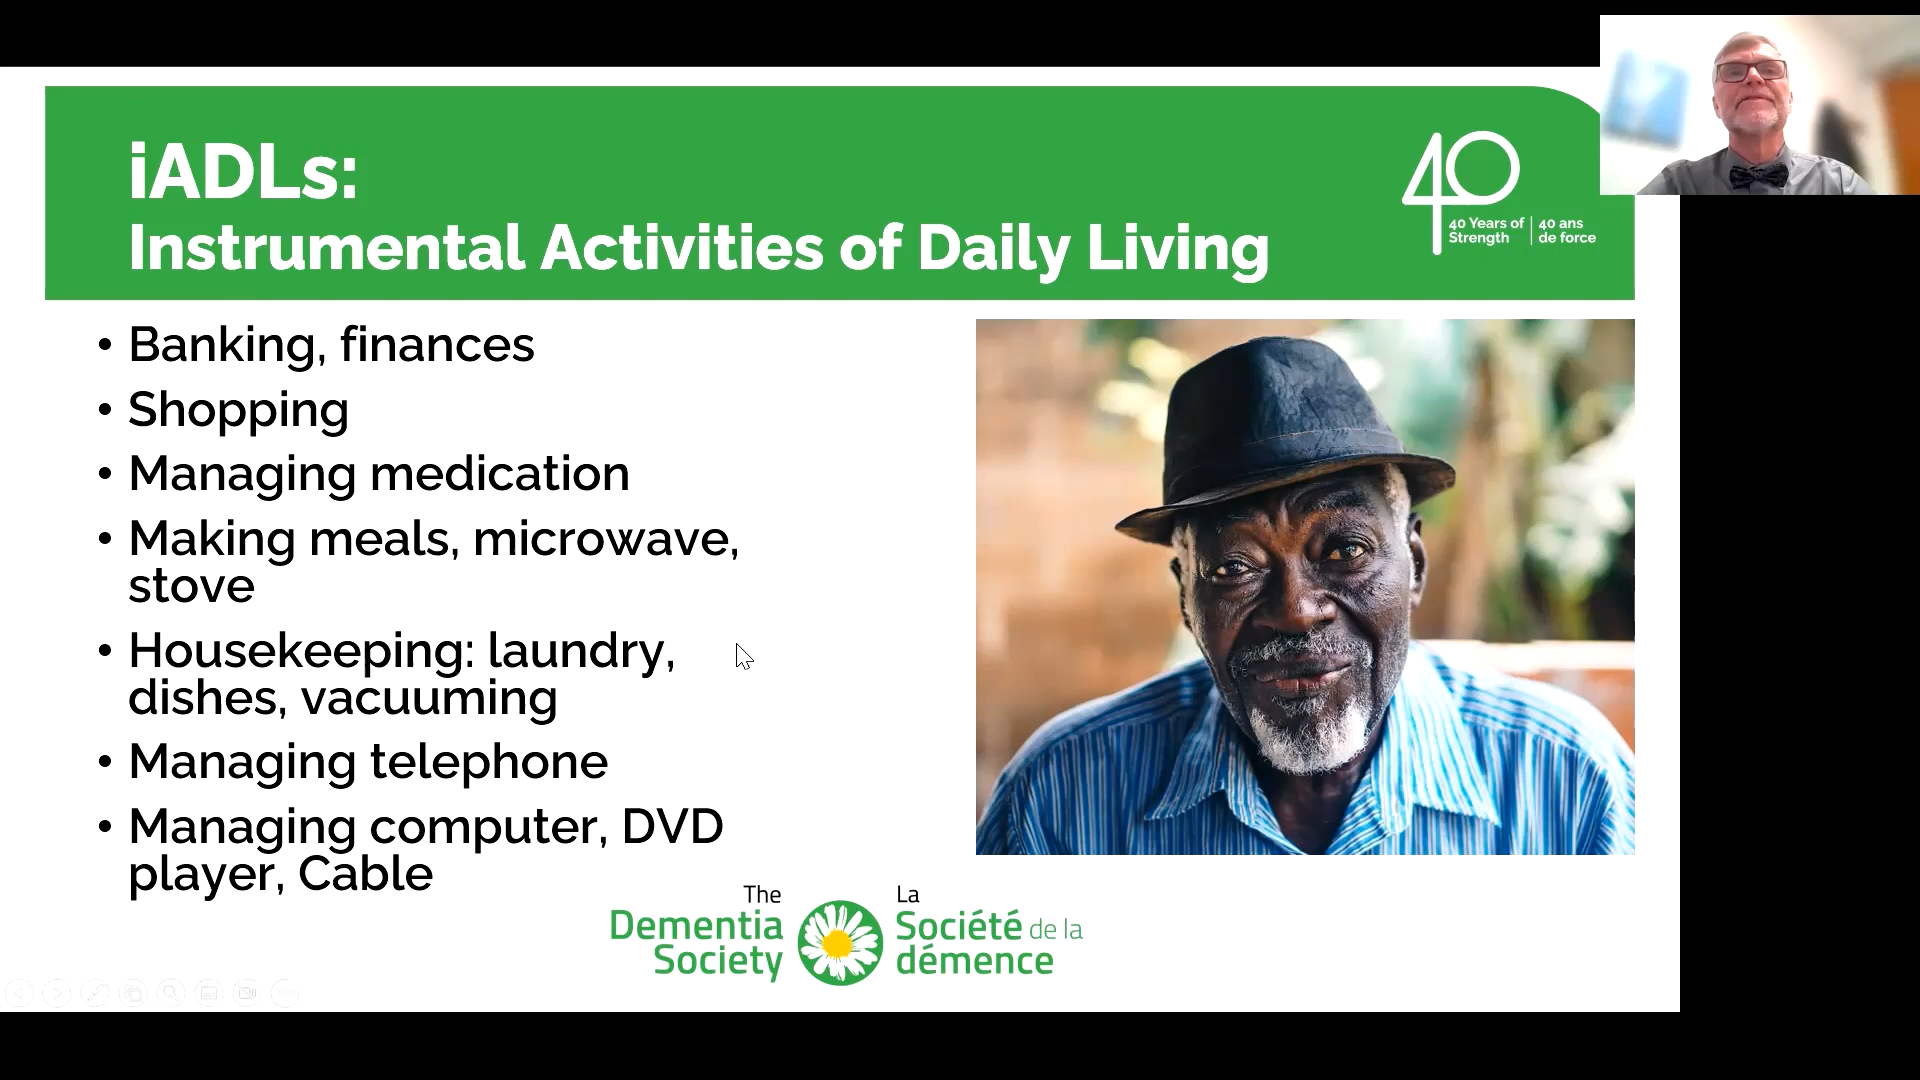 iADLs:
Instrumental Activities of Daily Living
40
40 Years of
Strength
40 ans
de force
• Banking, finances
• Shopping
• Managing medication
• Making meals, microwave,
stove
• Housekeeping: laundry,
dishes, vacuuming
• Managing telephone
• Managing computer, DVD
player, Cable
The
Dementia
Society
La
Société de la
démence